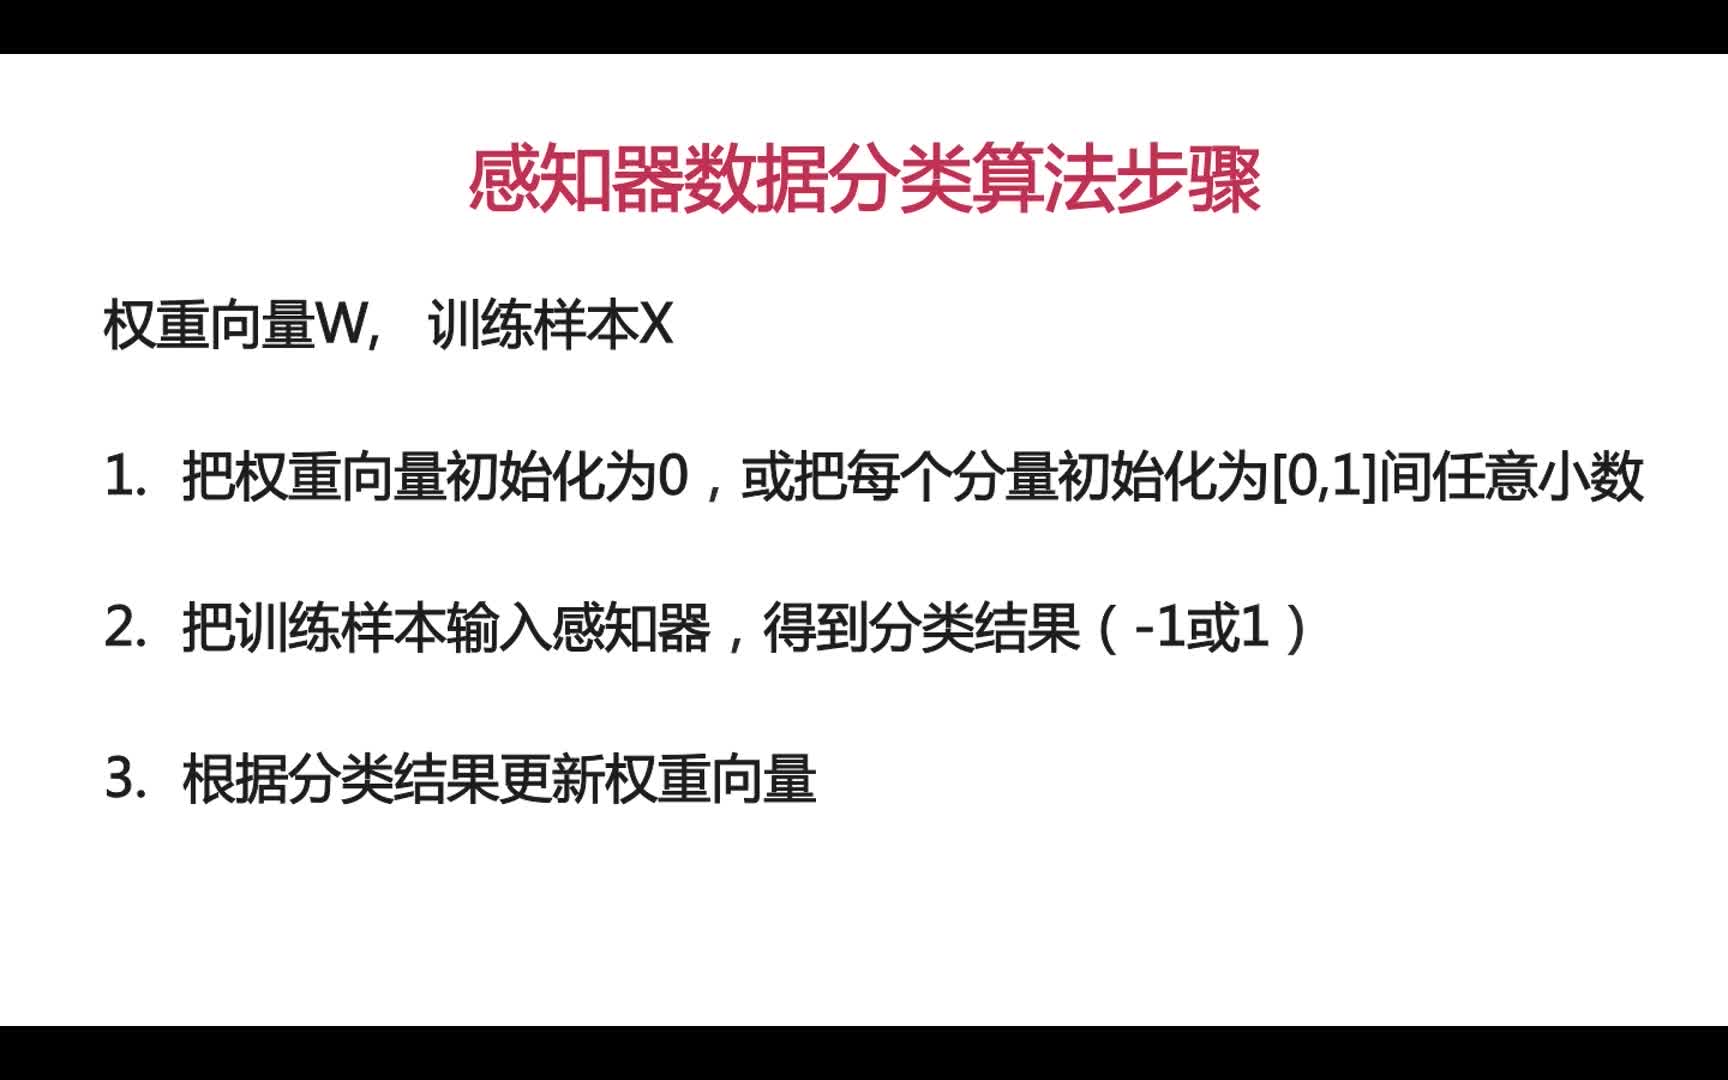 感知器数据分类算法步骤
权重向量W, 训练样本X
1. 把权重向量初始化为0，或把每个分量初始化为[0,1]间任意小数
2. 把训练样本输入感知器，得到分类结果（-1或1）
3. 根据分类结果更新权重向量